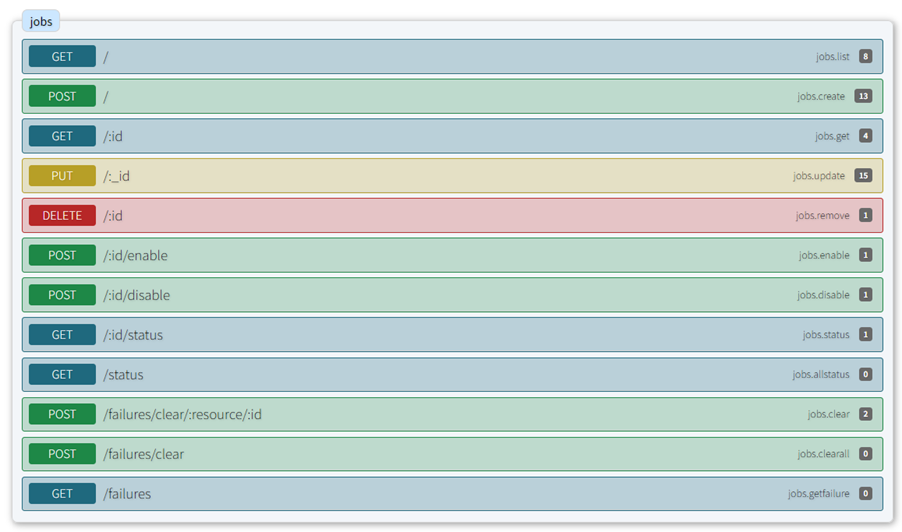 jobs
GET / jobs.list 8
POST / jobs.create 13
GET /:id jobs.get 4
PUT /:_id jobs.update 15
DELETE /:id jobs.remove 1
POST /:id/enable jobs.enable 1
POST /:id/disable jobs.disable 1
GET /:id/status jobs.status 1
GET /status jobs.allstatus 0
POST /failures/clear/:resource/:id jobs.clear 2
POST /failures/clear jobs.clearall 0
GET /failures jobs.getfailure 0